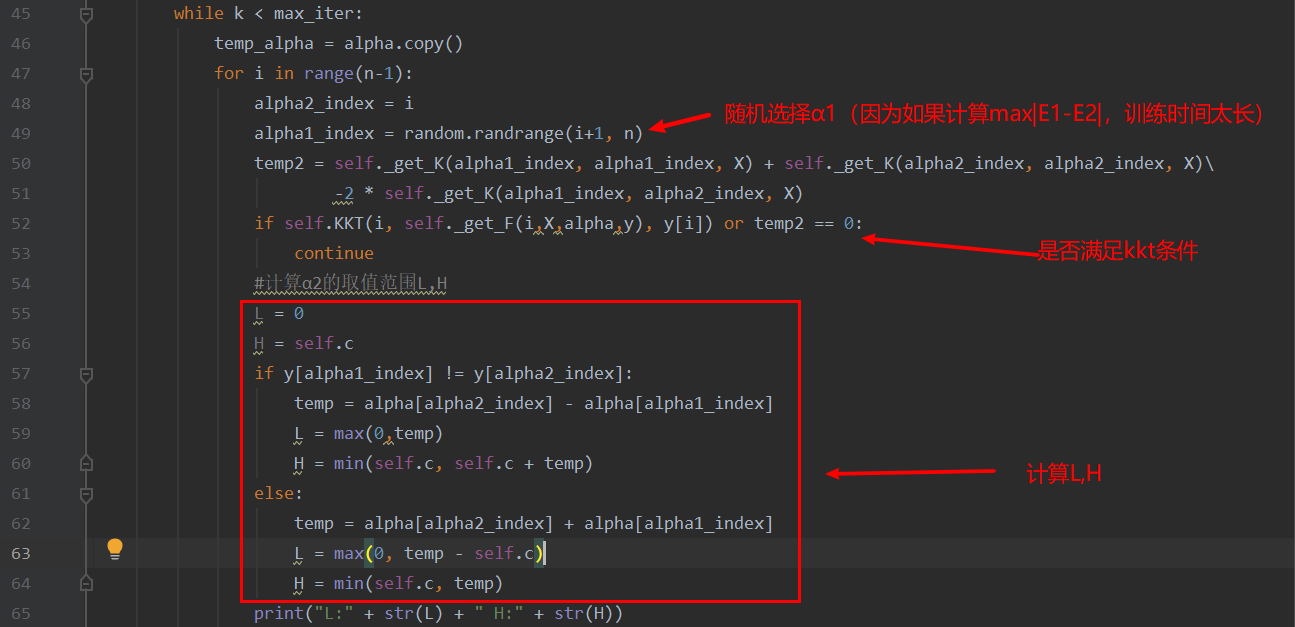 45 while k < max_iter:
46 temp_alpha = alpha.copy()
47 for i in range(n-1):
48 alpha2_index = i
49 alpha1_index = random.randrange(i+1, n)
随机选择α1（因为如果计算max|E1-E2|，训练时间太长）
50 temp2 = self._get_K(alpha1_index, alpha1_index, X) + self._get_K(alpha2_index, alpha2_index, X)\
51 -2 * self._get_K(alpha1_index, alpha2_index, X)
52 if self.KKT(i, self._get_F(i,X,alpha,y), y[i]) or temp2 == 0:
是否满足kkt条件
53 continue
54 #计算α2的取值范围L,H
55 L = 0
56 H = self.c
57 if y[alpha1_index] != y[alpha2_index]:
58 temp = alpha[alpha2_index] - alpha[alpha1_index]
59 L = max(0,temp)
60 H = min(self.c, self.c + temp)
计算L,H
61 else:
62 temp = alpha[alpha2_index] + alpha[alpha1_index]
63 L = max(0, temp - self.c)
64 H = min(self.c, temp)
65 print("L:" + str(L) + " H:" + str(H))